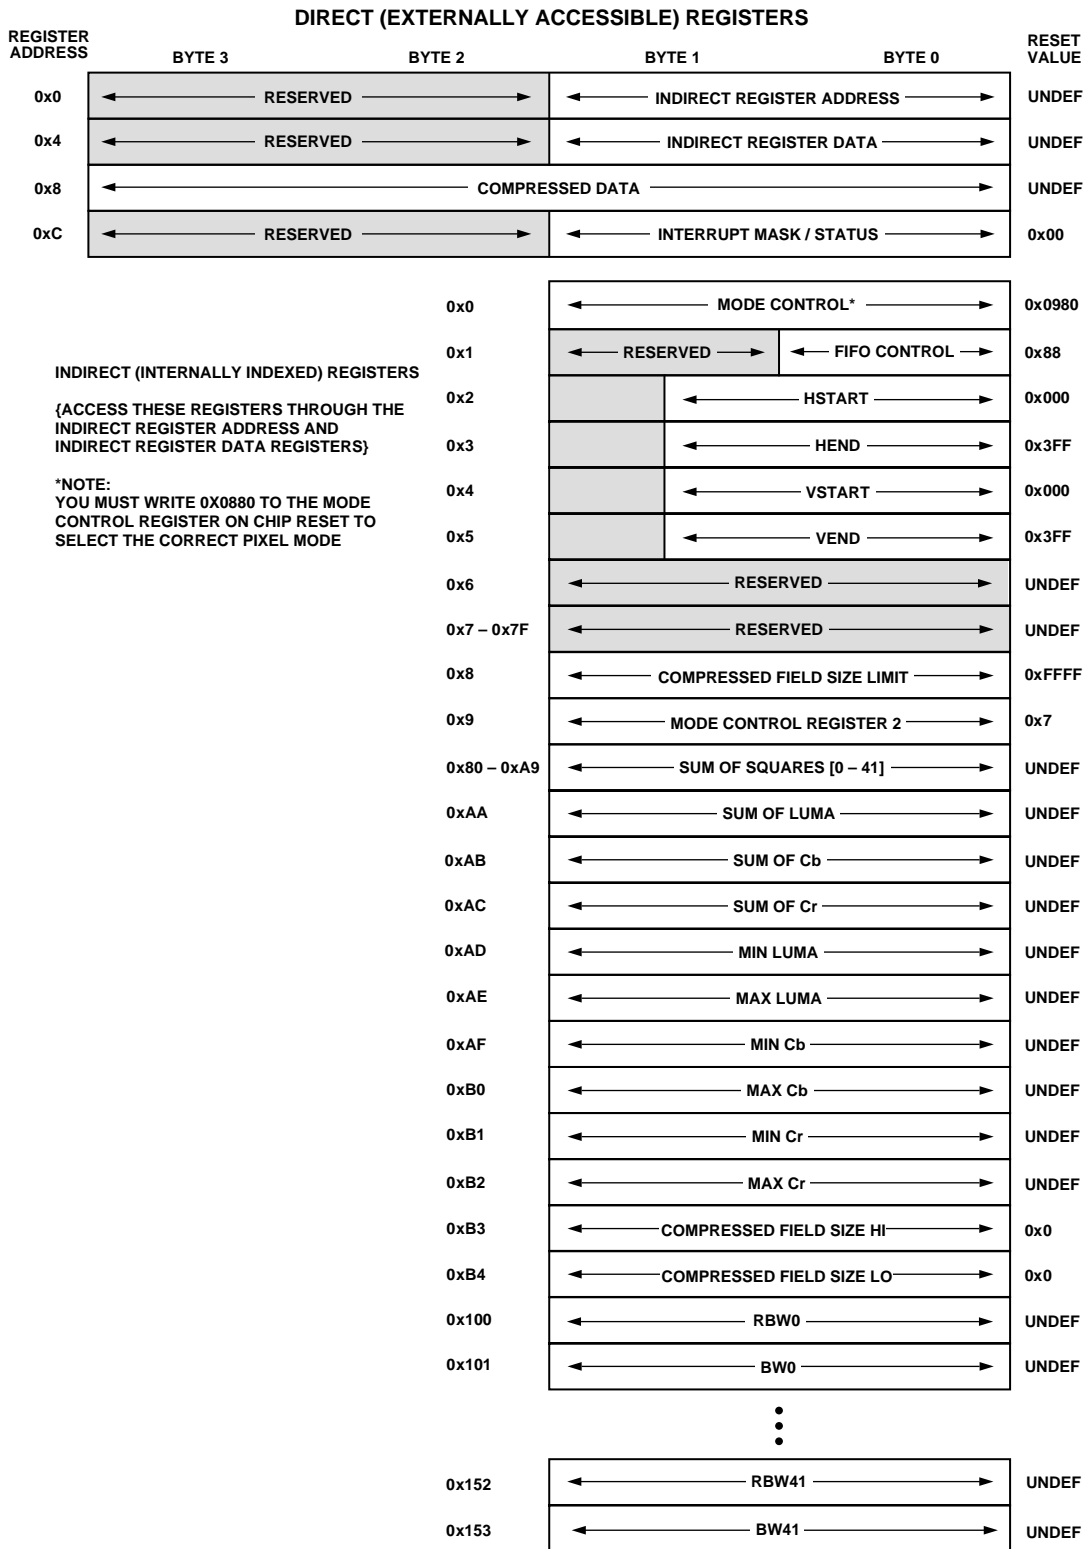 DIRECT (EXTERNALLY ACCESSIBLE) REGISTERS
REGISTER ADDRESS BYTE 3 BYTE 2 BYTE 1 BYTE 0 RESET VALUE
0x0 RESERVED INDIRECT REGISTER ADDRESS UNDEF
0x4 RESERVED INDIRECT REGISTER DATA UNDEF
0x8 COMPRESSED DATA UNDEF
0xC RESERVED INTERRUPT MASK / STATUS 0x00
INDIRECT (INTERNALLY INDEXED) REGISTERS
{ACCESS THESE REGISTERS THROUGH THE
INDIRECT REGISTER ADDRESS AND
INDIRECT REGISTER DATA REGISTERS}
*NOTE:
YOU MUST WRITE 0X0880 TO THE MODE
CONTROL REGISTER ON CHIP RESET TO
SELECT THE CORRECT PIXEL MODE
0x0 MODE CONTROL* 0x0980
0x1 RESERVED FIFO CONTROL 0x88
0x2 HSTART 0x000
0x3 HEND 0x3FF
0x4 VSTART 0x000
0x5 VEND 0x3FF
0x6 RESERVED UNDEF
0x7 – 0x7F RESERVED UNDEF
0x8 COMPRESSED FIELD SIZE LIMIT 0xFFFF
0x9 MODE CONTROL REGISTER 2 0x7
0x80 – 0xA9 SUM OF SQUARES [0 – 41] UNDEF
0xAA SUM OF LUMA UNDEF
0xAB SUM OF Cb UNDEF
0xAC SUM OF Cr UNDEF
0xAD MIN LUMA UNDEF
0xAE MAX LUMA UNDEF
0xAF MIN Cb UNDEF
0xB0 MAX Cb UNDEF
0xB1 MIN Cr UNDEF
0xB2 MAX Cr UNDEF
0xB3 COMPRESSED FIELD SIZE HI 0x0
0xB4 COMPRESSED FIELD SIZE LO 0x0
0x100 RBW0 UNDEF
0x101 BW0 UNDEF
0x152 RBW41 UNDEF
0x153 BW41 UNDEF